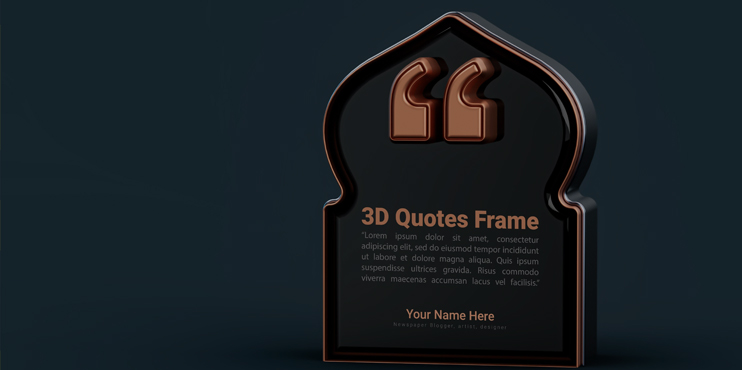 3D Quotes Frame
"Lorem ipsum dolor sit amet, consectetur
adipiscing elit, sed do eiusmod tempor incididunt
ut labore et dolore magna aliqua. Quis ipsum
suspendisse ultrices gravida. Risus commodo
viverra maecenas accumsan lacus vel facilisis."
Your Name Here
Newspaper Blogger, artist, designer